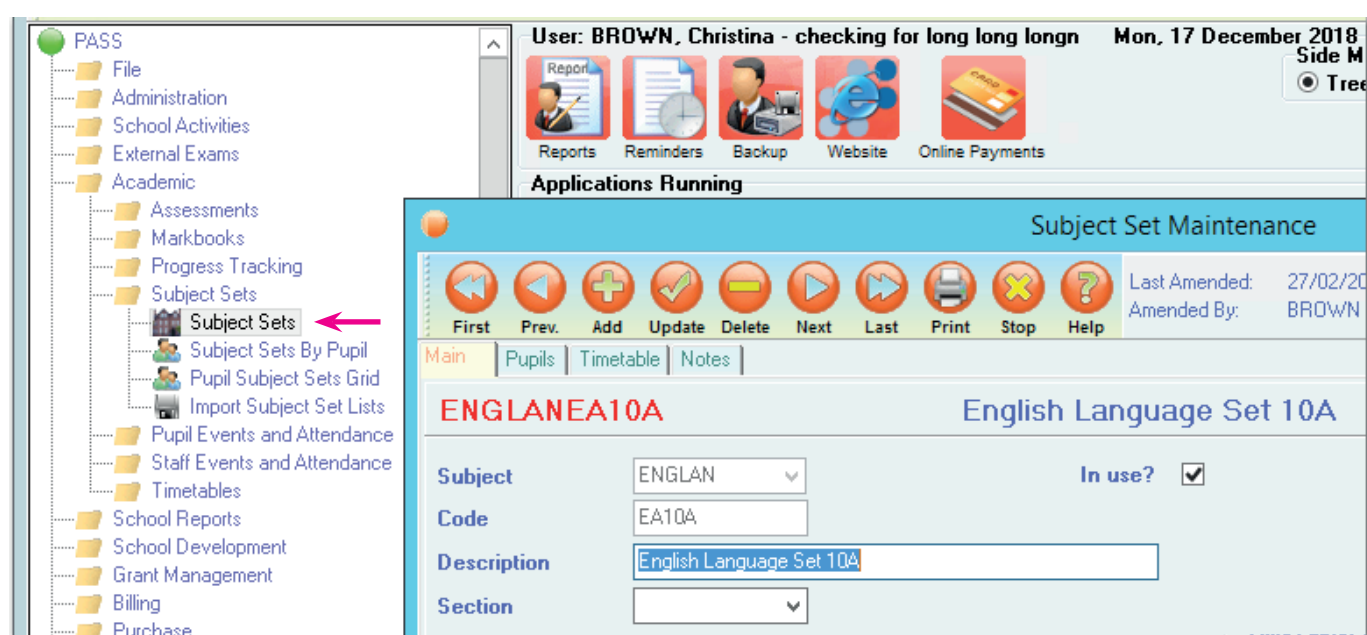 PASS
File
Administration
School Activities
External Exams
Academic
Assessments
Markbooks
Progress Tracking
Subject Sets
Subject Sets
Subject Sets By Pupil
Pupil Subject Sets Grid
Import Subject Set Lists
Pupil Events and Attendance
Staff Events and Attendance
Timetables
School Reports
School Development
Grant Management
Billing
Purchase
User: BROWN, Christina - checking for long long longn Mon, 17 December 2018
Side M
Tree
Report
CARD
Reports Reminders Backup Website Online Payments
Applications Running
Subject Set Maintenance
First Prev. Add Update Delete Next Last Print Stop Help
Last Amended: 27/02/20
Amended By: BROWN
Main Pupils Timetable Notes
ENGLANEA10A English Language Set 10A
Subject ENGLAN In use?
Code EA10A
Description English Language Set 10A
Section